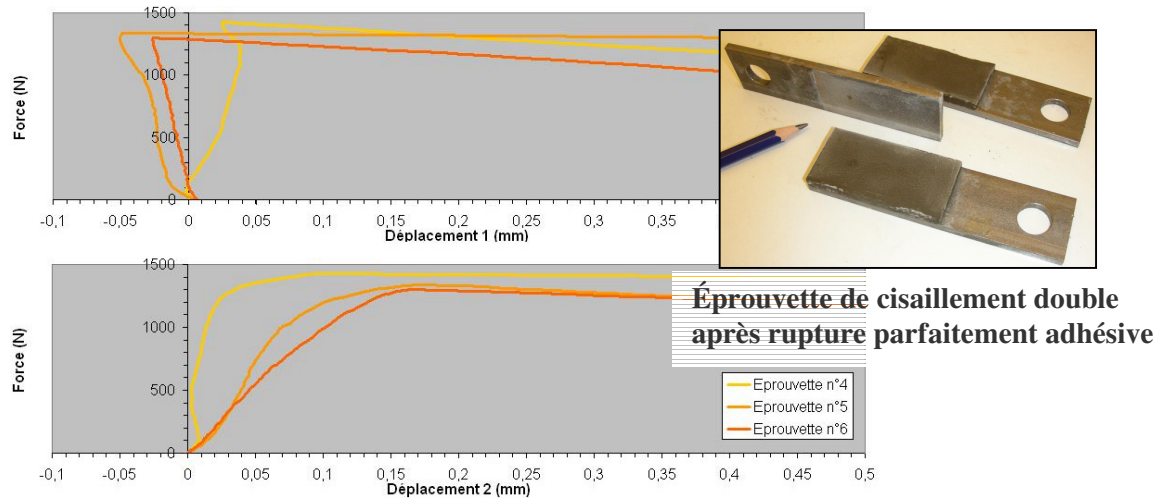 1500
1000
500
0
Force (N)
-0,1 -0,05 0 0,05 0,1 0,15 0,2 0,25 0,3 0,35
Déplacement 1 (mm)
1500
1000
500
0
Force (N)
-0,1 -0,05 0 0,05 0,1 0,15 0,2 0,25 0,3 0,35 0,4 0,45 0,5
Déplacement 2 (mm)
Éprouvette de cisaillement double
après rupture parfaitement adhésive
Eprouvette n°4
Eprouvette n°5
Eprouvette n°6